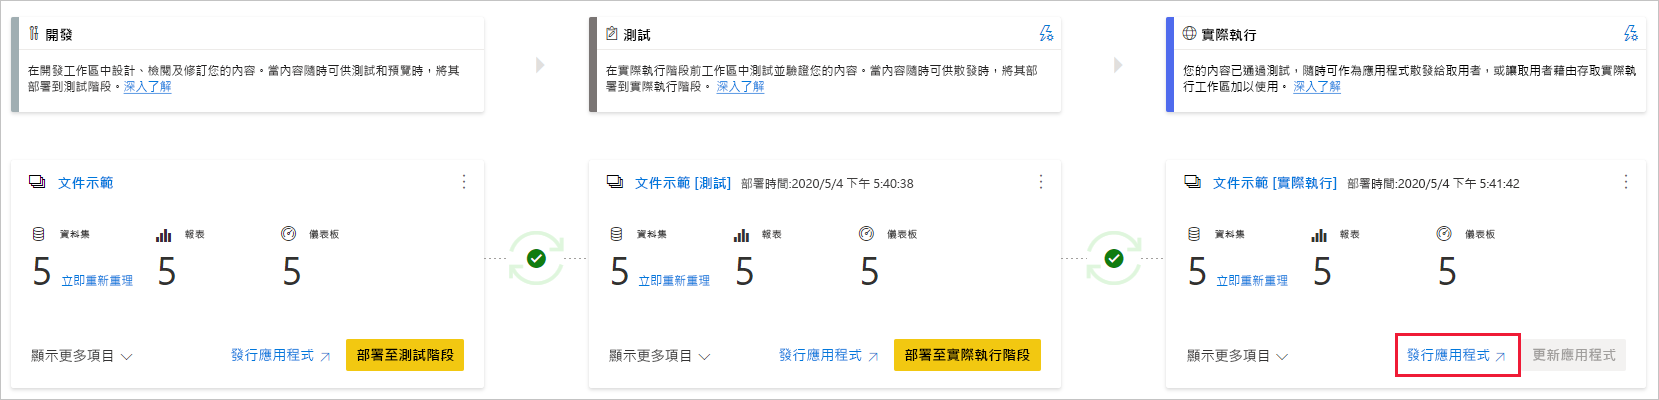 開發
在開發工作區中設計、檢閱及修訂您的內容。當內容隨時可供測試和預覽時，將其
部署到測試階段。深入了解
測試
在實際執行階段前工作區中測試並驗證您的內容。當內容隨時可供散發時，將其部
署到實際執行階段。 深入了解
實際執行
您的內容已通過測試，隨時可作為應用程式散發給取用者，或讓取用者藉由存取實際執
行工作區加以使用。 深入了解
文件示範
資料集 報表 儀表板
5 立即重新重理 5 5
顯示更多項目 發行應用程式 部署至測試階段
文件示範 [測試] 部署時間:2020/5/4 下午 5:40:38
資料集 報表 儀表板
5 立即重新重理 5 5
顯示更多項目 發行應用程式 部署至實際執行階段
文件示範 [實際執行] 部署時間:2020/5/4 下午 5:41:42
資料集 報表 儀表板
5 立即重新重理 5 5
顯示更多項目 發行應用程式 更新應用程式